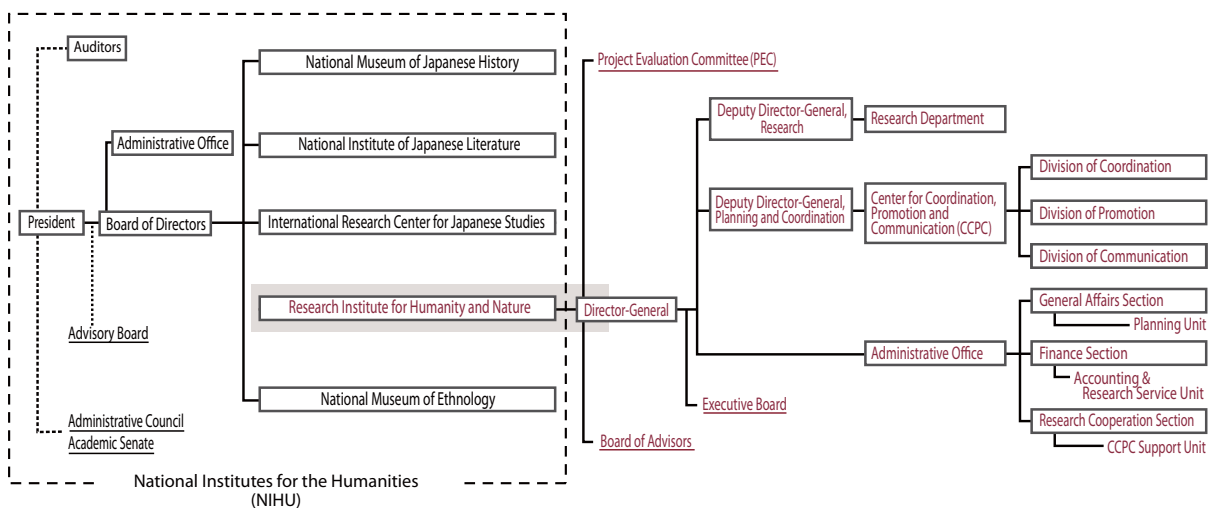 Auditors
Administrative Office
President
Board of Directors
Advisory Board
Administrative Council
Academic Senate
National Museum of Japanese History
National Institute of Japanese Literature
International Research Center for Japanese Studies
Research Institute for Humanity and Nature
National Museum of Ethnology
National Institutes for the Humanities
(NIHU)
Project Evaluation Committee (PEC)
Director-General
Executive Board
Board of Advisors
Deputy Director-General,
Research
Research Department
Deputy Director-General,
Planning and Coordination
Center for Coordination,
Promotion and
Communication (CCPC)
Division of Coordination
Division of Promotion
Division of Communication
Administrative Office
General Affairs Section
Planning Unit
Finance Section
Accounting &
Research Service Unit
Research Cooperation Section
CCPC Support Unit